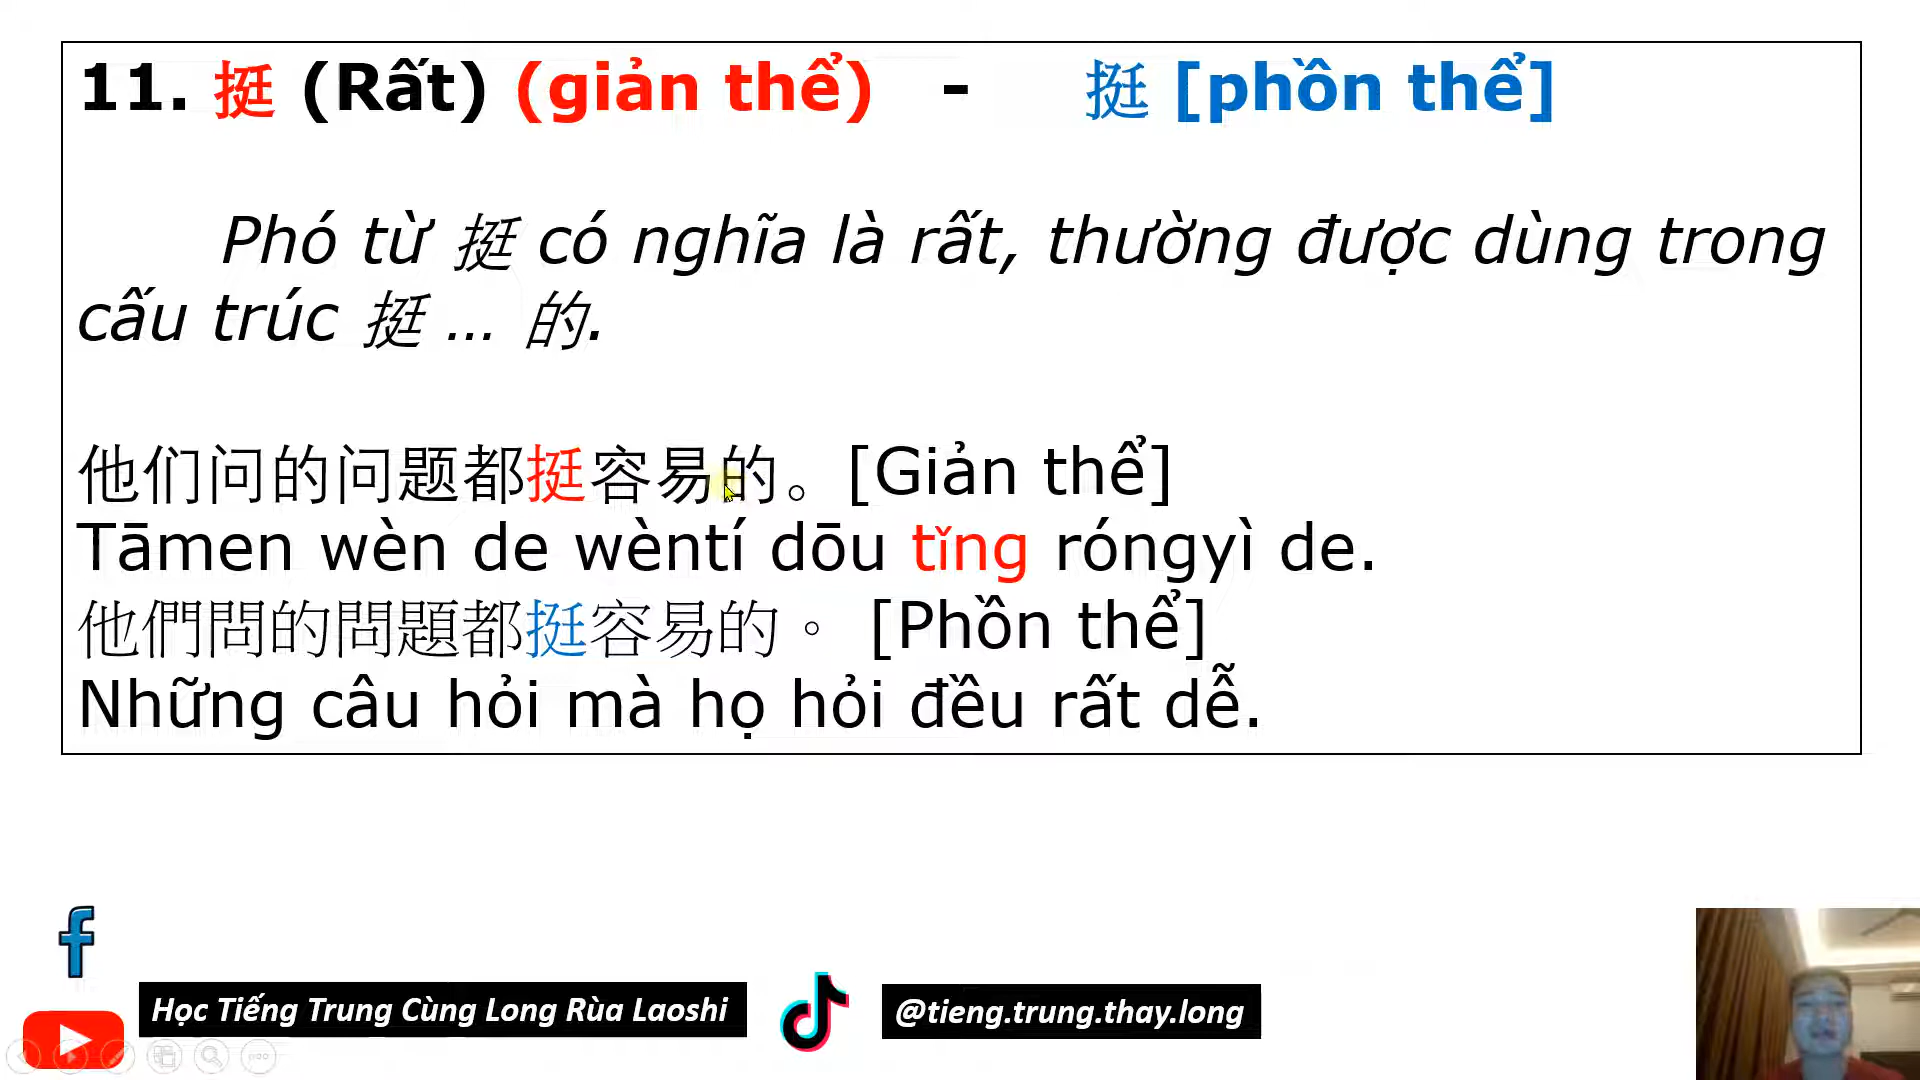 11. 挺 (Rất) (giản thể) - 挺 [phồn thể]
Phó từ 挺 có nghĩa là rất, thường được dùng trong
cấu trúc 挺 ... 的.
他们问的问题都挺容易的。[Giản thể]
Tāmen wèn de wèntí dōu tǐng róngyì de.
他們問的問題都挺容易的。 [Phồn thể]
Những câu hỏi mà họ hỏi đều rất dễ.
Học Tiếng Trung Cùng Long Rùa Laoshi
@tieng.trung.thay.long